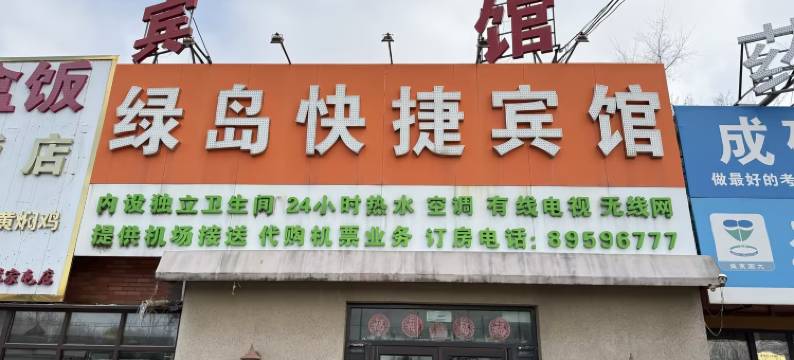 宾 馆
绿岛快捷宾馆
内设独立卫生间 24小时热水 空调 有线电视 无线网
提供机场接送 代购机票业务 订房电话：89596777
盒饭
店
黄焖鸡
药
成
做最好的考